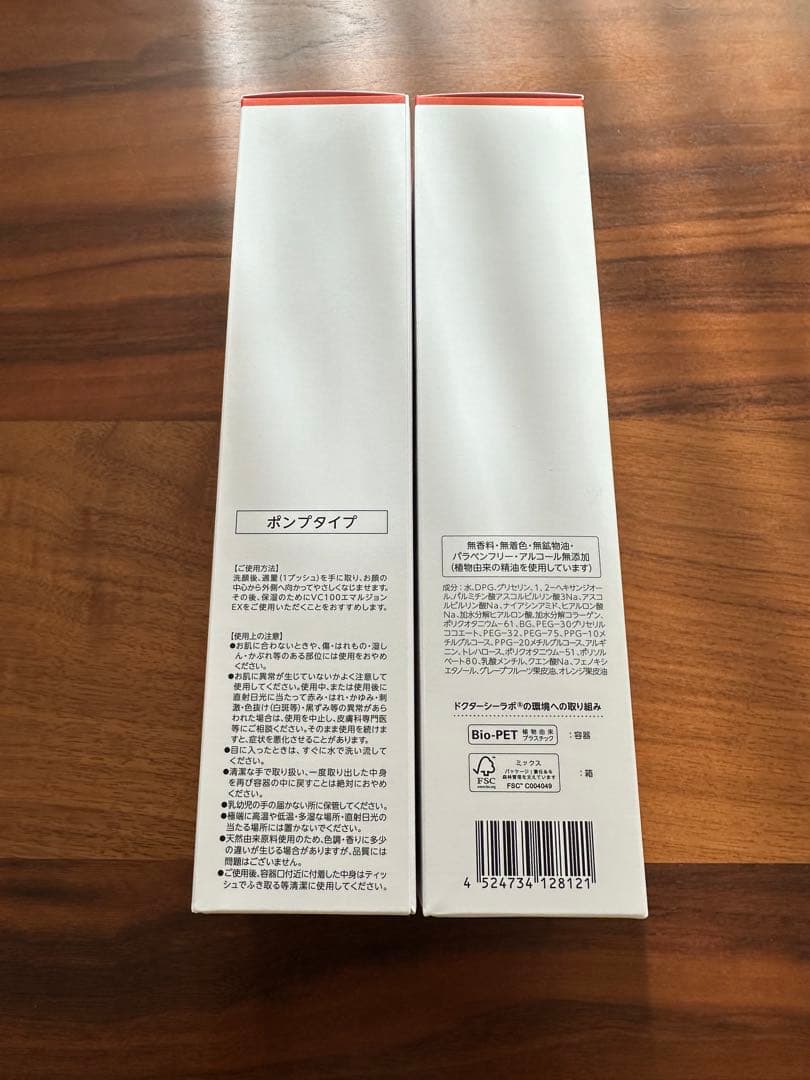 ポンプタイプ
【ご使用方法】
洗顔後、適量(1プッシュ)を手に取り、お顔の
中心から外側へ向かってやさしくなじませます。
その後、保湿のためにVC100エマルジョン
EXをご使用いただくことをおすすめします。
【使用上の注意】
●お肌に合わないときや、傷・はれもの・湿し
ん・かぶれ等のある部位には使用をおやめ
ください。
●お肌に異常が生じていないかよく注意して
使用してください。使用中、または使用後に
直射日光に当たって赤み・はれ・かゆみ・刺
激・色抜け(白斑等)・黒ずみ等の異常があら
われた場合は、使用を中止し、皮膚科専門医
等にご相談ください。そのまま使用を続けま
すと、症状を悪化させることがあります。
●目に入ったときは、すぐに水で洗い流して
ください。
●清潔な手で取り扱い、一度取り出した中身
を再び容器の中に戻すことは絶対におやめ
ください。
●乳幼児の手の届かない所に保管してください。
●極端に高温や低温・多湿な場所・直射日光の
当たる場所には置かないでください。
●天然由来原料使用のため、色調・香りに多少
の違いが生じる場合がありますが、品質には
問題はございません。
●ご使用後、容器口付近に付着した中身はティッ
シュでふき取る等清潔に使用してください。
無香料・無着色・無鉱物油・
パラベンフリー・アルコール無添加
(植物由来の精油を使用しています)
成分:水、DPG、グリセリン、1，2-ヘキサンジオー
ル、パルミチン酸アスコルビルリン酸3Na、アスコ
ルビルリン酸Na、ナイアシンアミド、ヒアルロン酸
Na、加水分解ヒアルロン酸、加水分解コラーゲン、
ポリクオタニウム-61、BG、PEG-30グリセリル
ココエート、PEG-32、PEG-75、PPG-10メ
チルグルコース、PPG-20メチルグルコース、アルギ
ニン、トレハロース、ポリクオタニウム-51、ポリソル
ベート80、乳酸メンチル、クエン酸Na、フェノキシ
エタノール、グレープフルーツ果皮油、オレンジ果皮油
ドクターシーラボ®の環境への取り組み
Bio-PET 植物由来プラスチック :容器
FSC
www.fsc.org
ミックス
パッケージ|責任ある
森林管理を支えています
FSC™ C004049
:箱
4 524734 128121